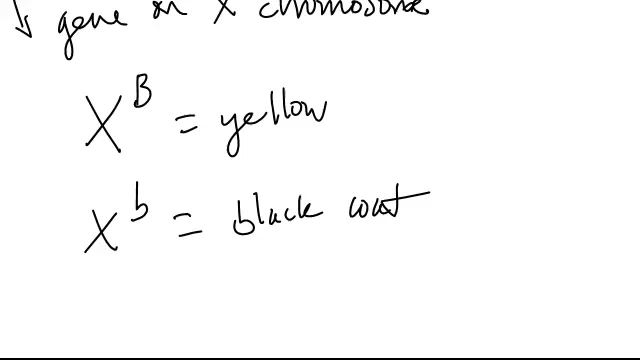 ↓ gene on X chromosome
X^B = yellow
X^b = black coat